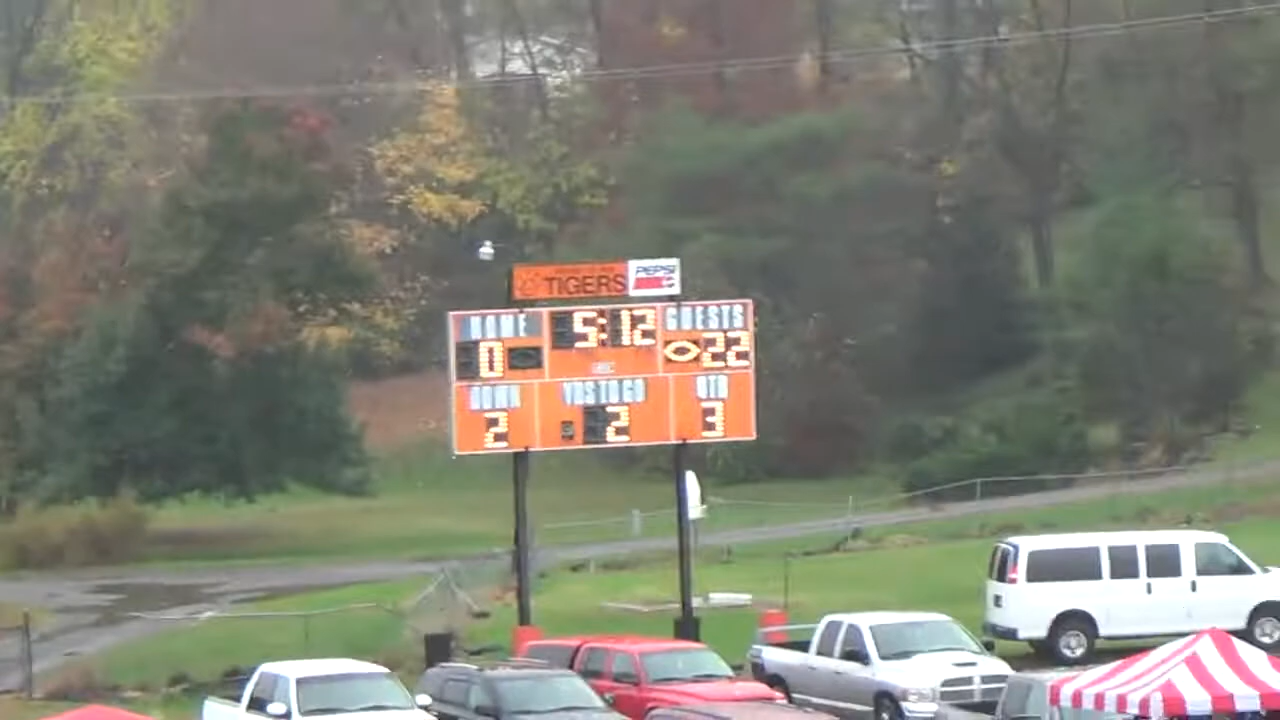 TIGERS PEPSI
HOME 5:12 GUESTS
0 22
DOWN YDS TO GO QTR
2 2 3